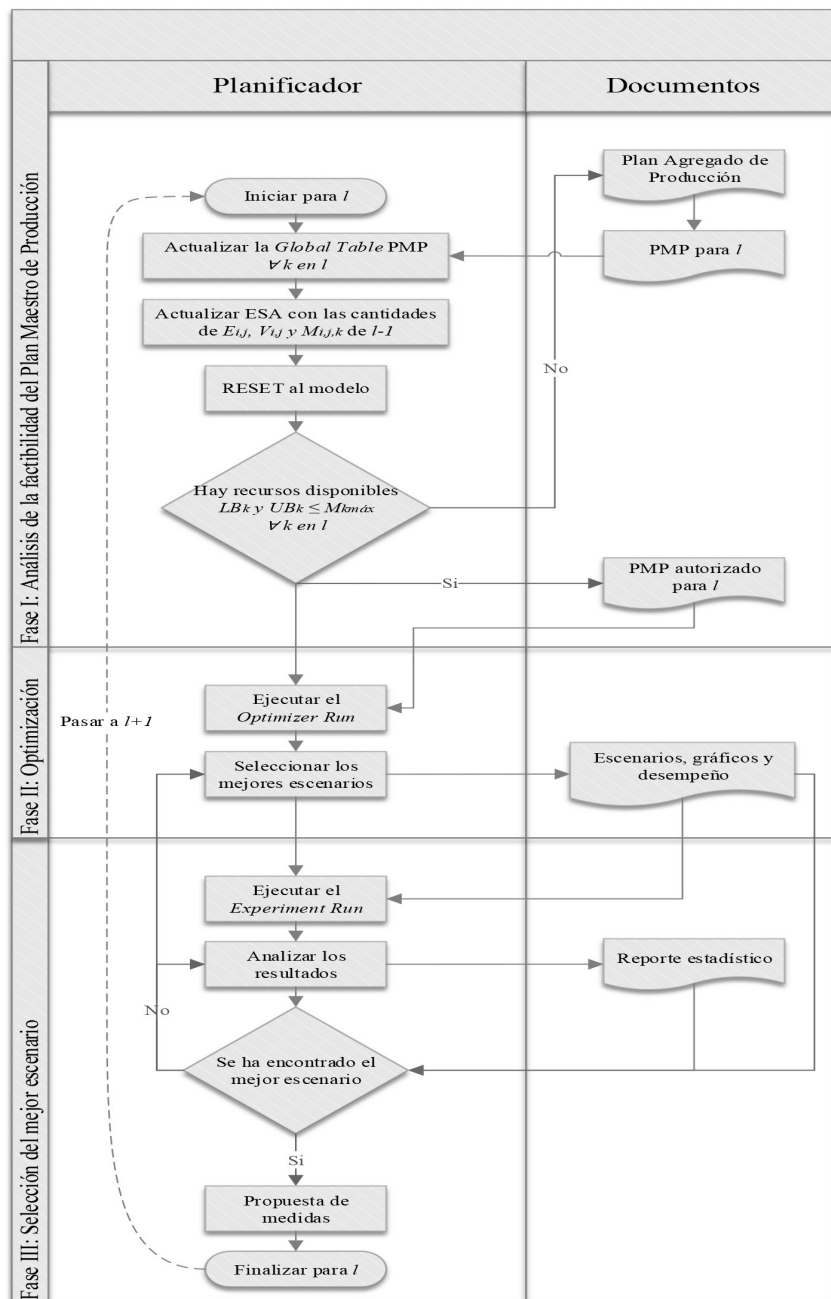 Planificador
Documentos
Fase I: Análisis de la factibilidad del Plan Maestro de Producción
Iniciar para l
Actualizar la Global Table PMP
∀ k en l
Actualizar ESA con las cantidades
de Ei,j, Vi,j y Mi,j,k de l-1
RESET al modelo
Hay recursos disponibles
LBk y UBk ≤ Mkmáx
∀ k en l
Plan Agregado de
Producción
PMP para l
No
Si
PMP autorizado
para l
Fase II: Optimización
Pasar a l+1
Ejecutar el
Optimizer Run
Seleccionar los
mejores escenarios
Escenarios, gráficos y
desempeño
Fase III: Selección del mejor escenario
Ejecutar el
Experiment Run
Analizar los
resultados
Reporte estadístico
No
Se ha encontrado el
mejor escenario
Si
Propuesta de
medidas
Finalizar para l